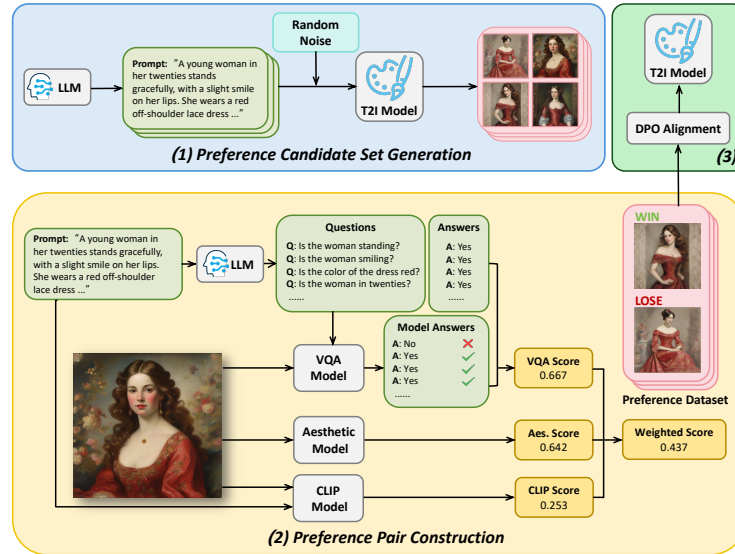 Random
Noise
LLM
Prompt: "A young woman in
her twenties stands
gracefully, with a slight smile
on her lips. She wears a red
off-shoulder lace dress ..."
T2I Model
(1) Preference Candidate Set Generation
T2I Model
DPO Alignment
(3)
Prompt: "A young woman in
her twenties stands gracefully,
with a slight smile on her lips.
She wears a red off-shoulder
lace dress ..."
LLM
Questions
Q: Is the woman standing?
Q: Is the woman smiling?
Q: Is the color of the dress red?
Q: Is the woman in twenties?
......
Answers
A: Yes
A: Yes
A: Yes
A: Yes
......
WIN
LOSE
Preference Dataset
VQA
Model
Model Answers
A: No
A: Yes
A: Yes
A: Yes
......
VQA Score
0.667
Aesthetic
Model
Aes. Score
0.642
Weighted Score
0.437
CLIP
Model
CLIP Score
0.253
(2) Preference Pair Construction